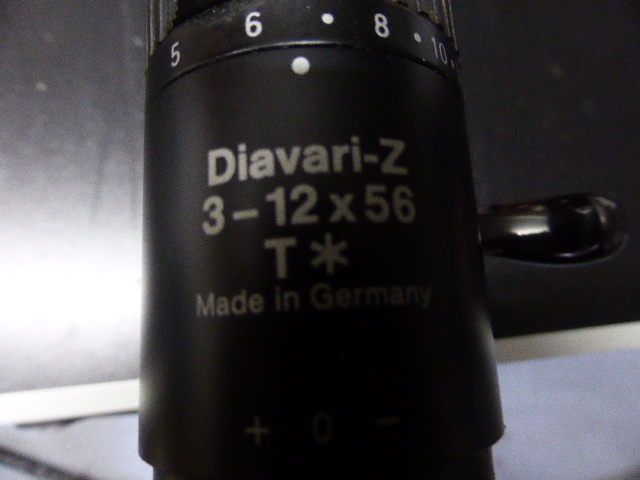 5 6 • 8 • 10
Diavari-Z
3-12x56
T*
Made in Germany
+ 0 -